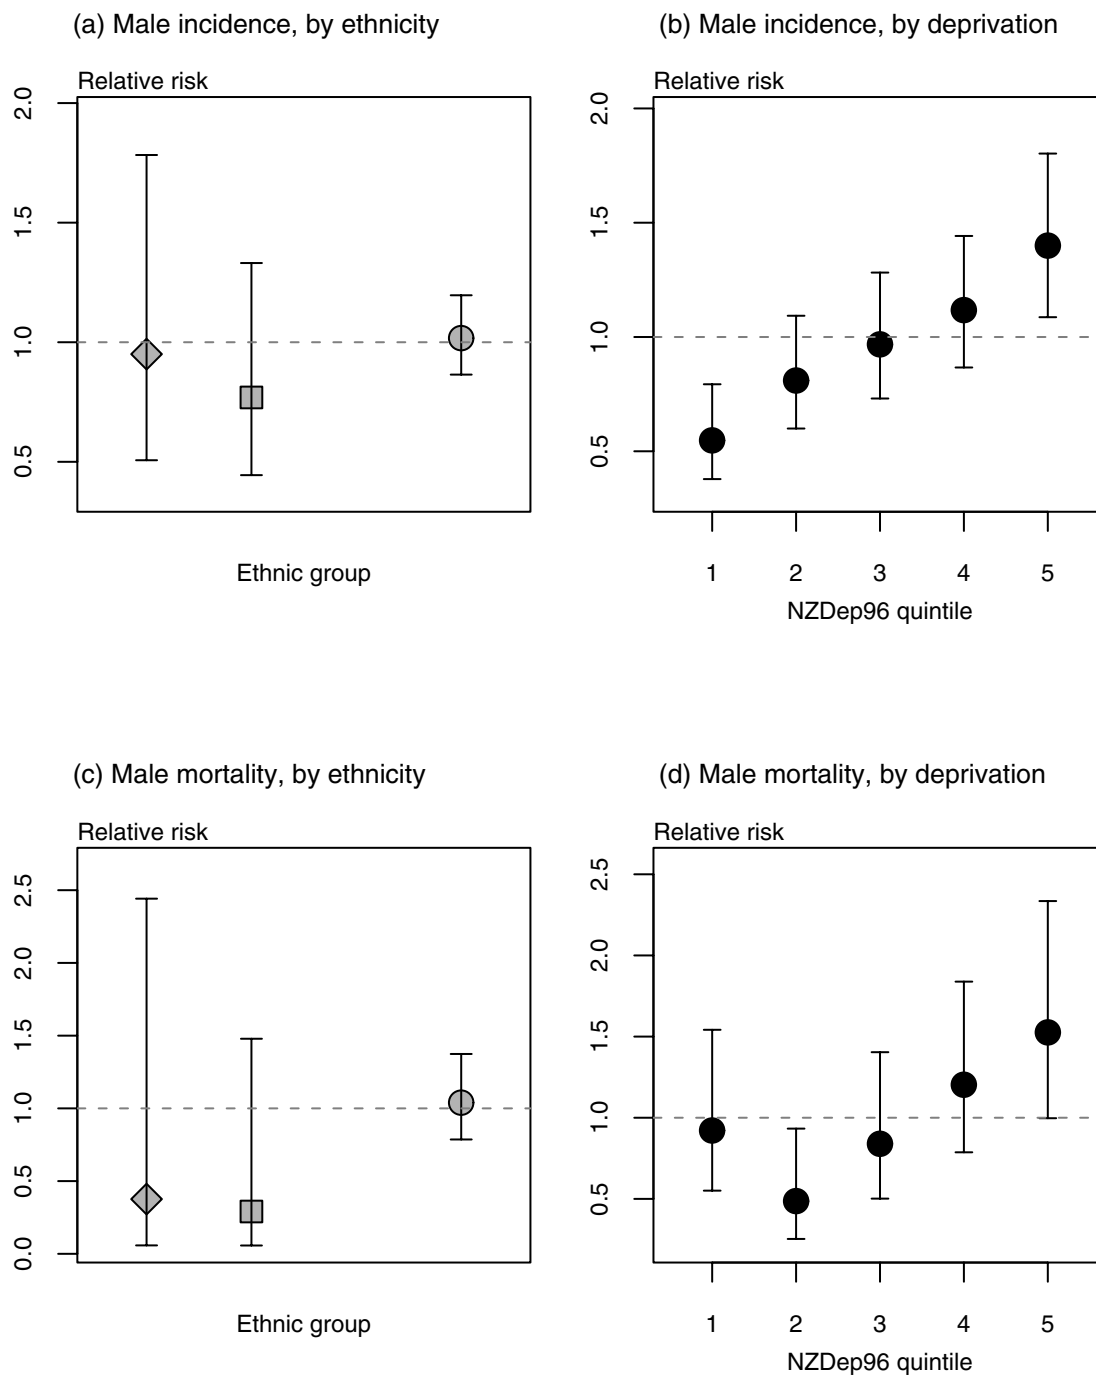 (a) Male incidence, by ethnicity
Relative risk
2.0
1.5
1.0
0.5
Ethnic group
(b) Male incidence, by deprivation
Relative risk
2.0
1.5
1.0
0.5
1 2 3 4 5
NZDep96 quintile
(c) Male mortality, by ethnicity
Relative risk
2.5
2.0
1.5
1.0
0.5
0.0
Ethnic group
(d) Male mortality, by deprivation
Relative risk
2.5
2.0
1.5
1.0
0.5
1 2 3 4 5
NZDep96 quintile